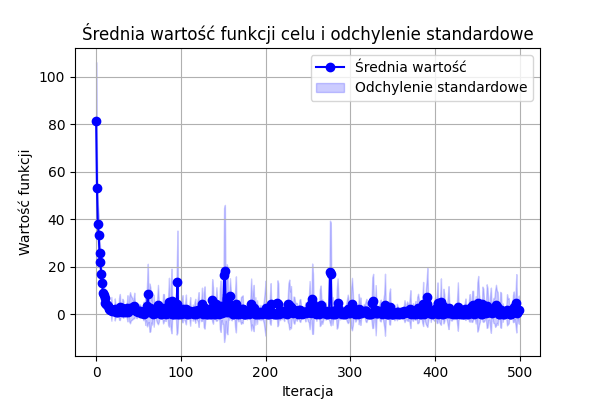 Średnia wartość funkcji celu i odchylenie standardowe
Średnia wartość
Odchylenie standardowe
Wartość funkcji
100
80
60
40
20
0
0 100 200 300 400 500
Iteracja